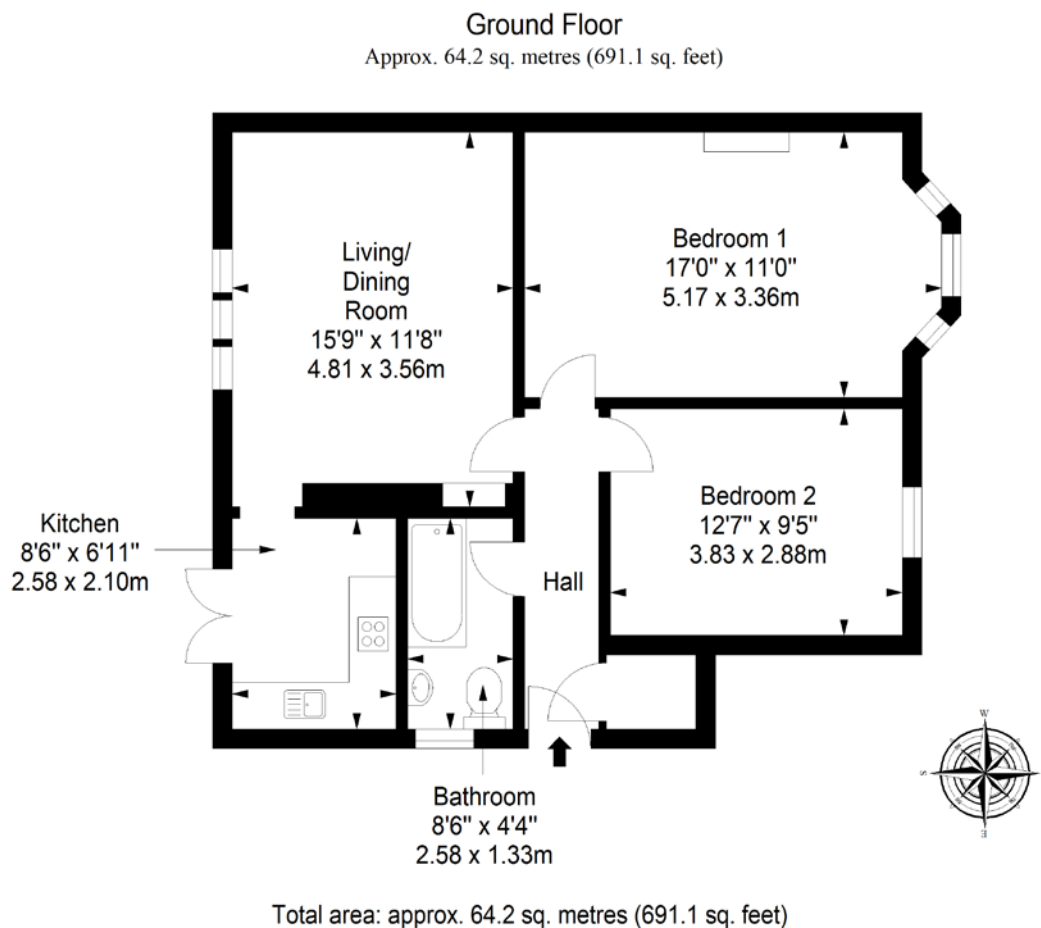 Ground Floor
Approx. 64.2 sq. metres (691.1 sq. feet)
Living/
Dining
Room
15'9" x 11'8"
4.81 x 3.56m
Bedroom 1
17'0" x 11'0"
5.17 x 3.36m
Kitchen
8'6" x 6'11"
2.58 x 2.10m
Bedroom 2
12'7" x 9'5"
3.83 x 2.88m
Hall
Bathroom
8'6" x 4'4"
2.58 x 1.33m
W
S
E
Total area: approx. 64.2 sq. metres (691.1 sq. feet)